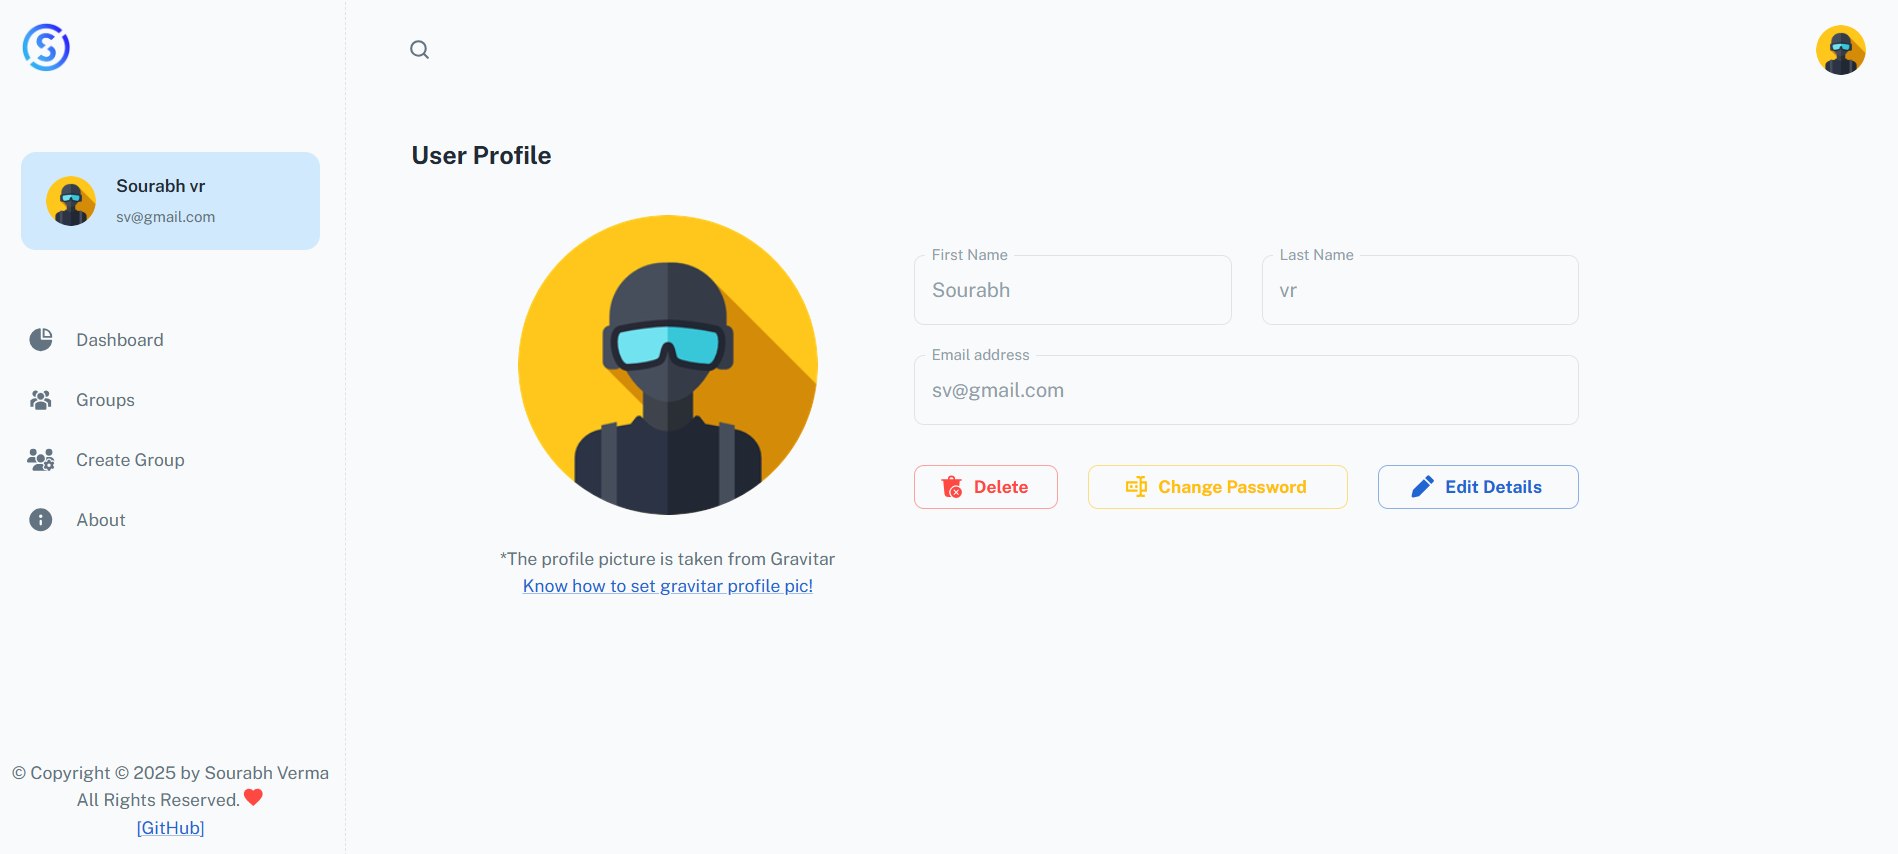 S
Sourabh vr
sv@gmail.com
Dashboard
Groups
Create Group
About
© Copyright © 2025 by Sourabh Verma
All Rights Reserved.
[GitHub]
User Profile
*The profile picture is taken from Gravitar
Know how to set gravitar profile pic!
First Name
Sourabh
Last Name
vr
Email address
sv@gmail.com
Delete
Change Password
Edit Details